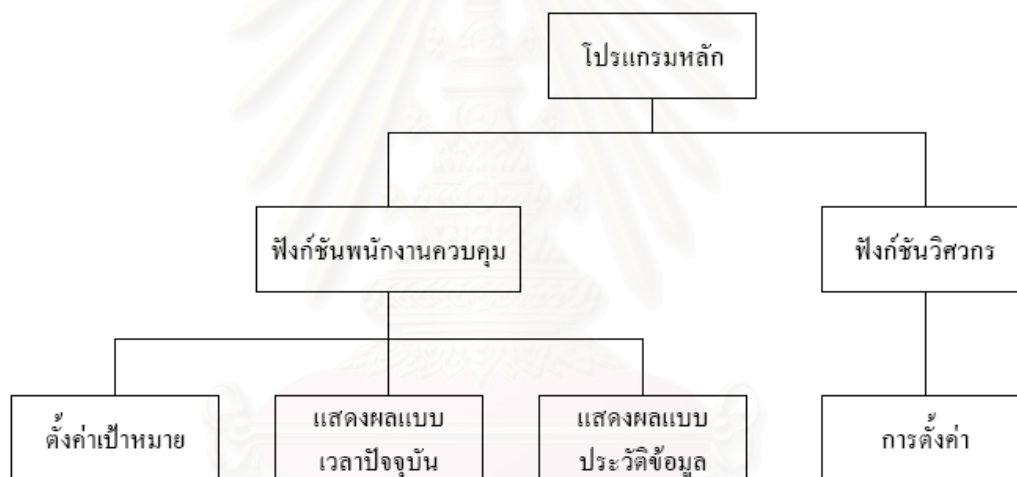 โปรแกรมหลัก
ฟังก์ชันพนักงานควบคุม
ฟังก์ชันวิศวกร
ตั้งค่าเป้าหมาย
แสดงผลแบบ
เวลาปัจจุบัน
แสดงผลแบบ
ประวัติข้อมูล
การตั้งค่า